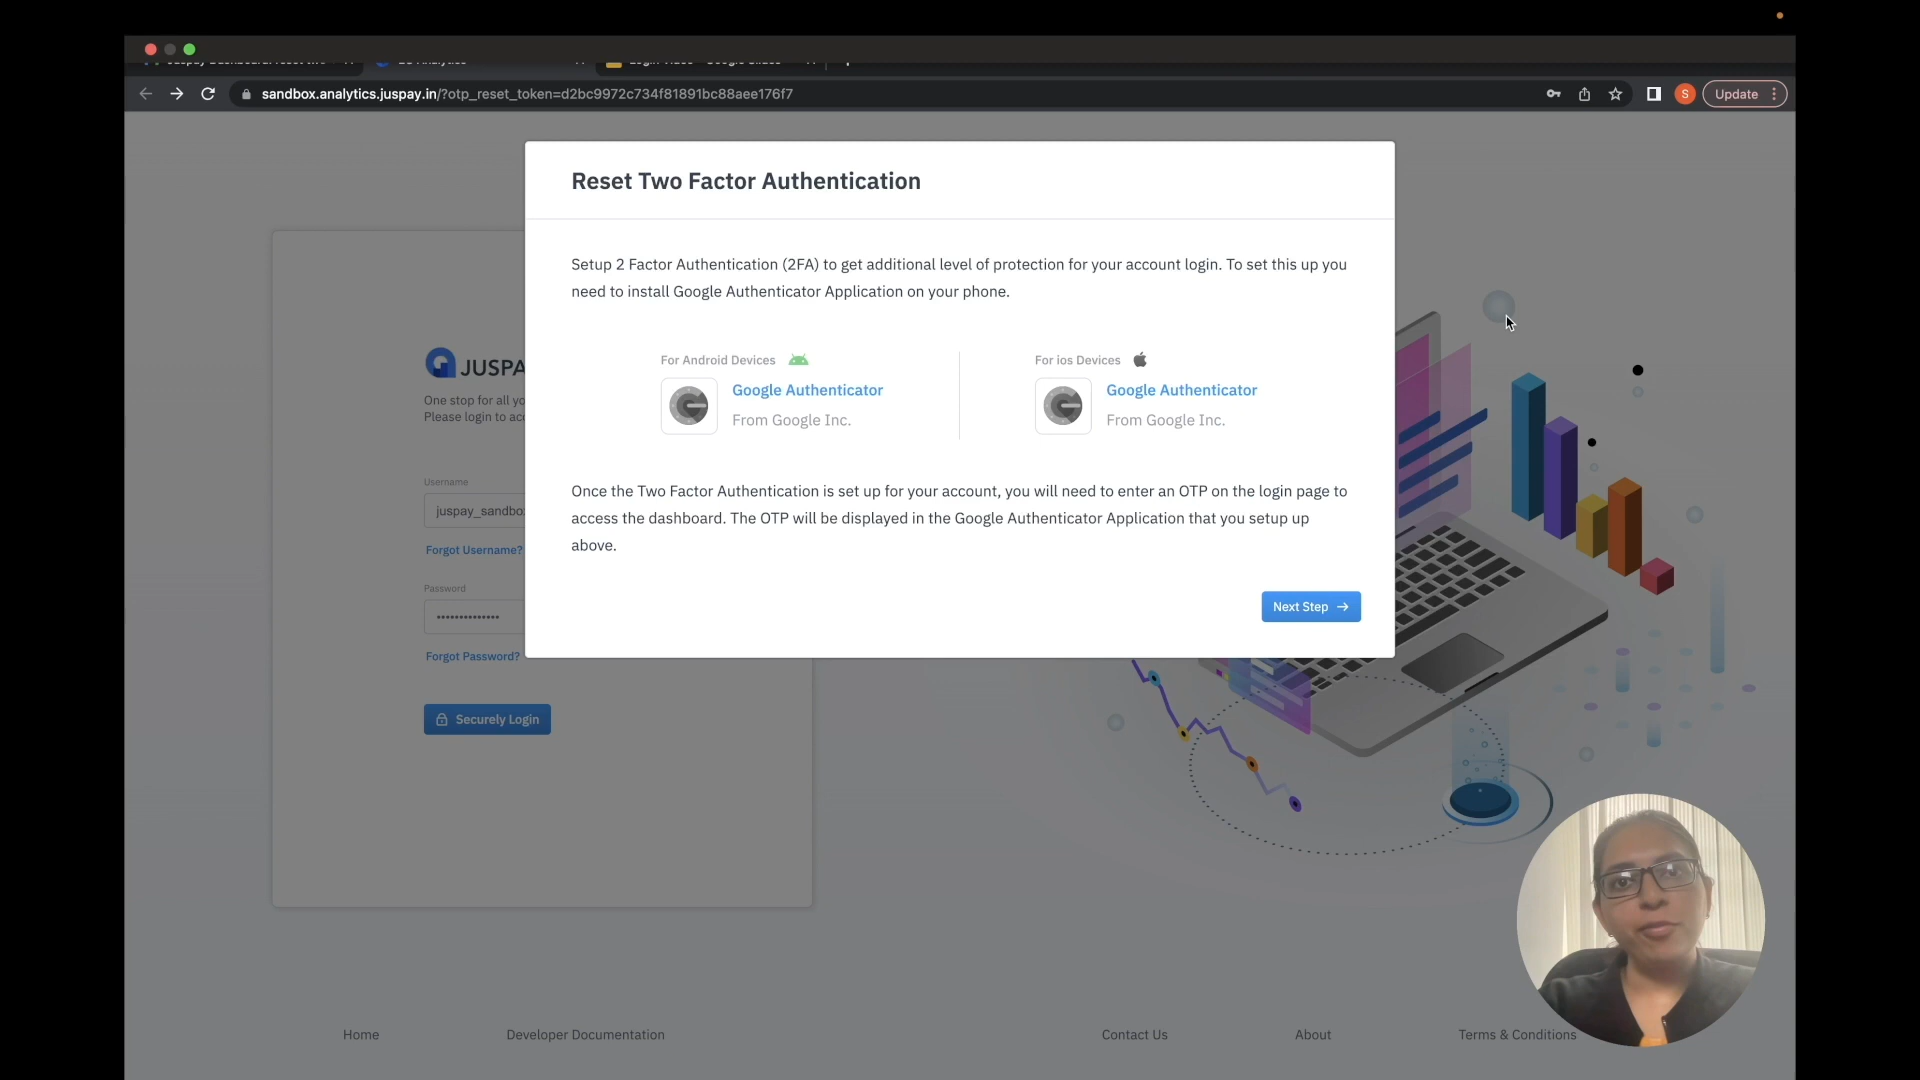 sandbox.analytics.juspay.in/?otp_reset_token=d2bc9972c734f81891bc88aee176f7
S
Update
Reset Two Factor Authentication
Setup 2 Factor Authentication (2FA) to get additional level of protection for your account login. To set this up you
need to install Google Authenticator Application on your phone.
For Android Devices
Google Authenticator
From Google Inc.
For ios Devices
Google Authenticator
From Google Inc.
Once the Two Factor Authentication is set up for your account, you will need to enter an OTP on the login page to
access the dashboard. The OTP will be displayed in the Google Authenticator Application that you setup up
above.
Next Step
JUSPA
One stop for all yo
Please login to acc
Username
juspay_sandbo
Forgot Username?
Password
Forgot Password?
Securely Login
Home
Developer Documentation
Contact Us
About
Terms & Conditions